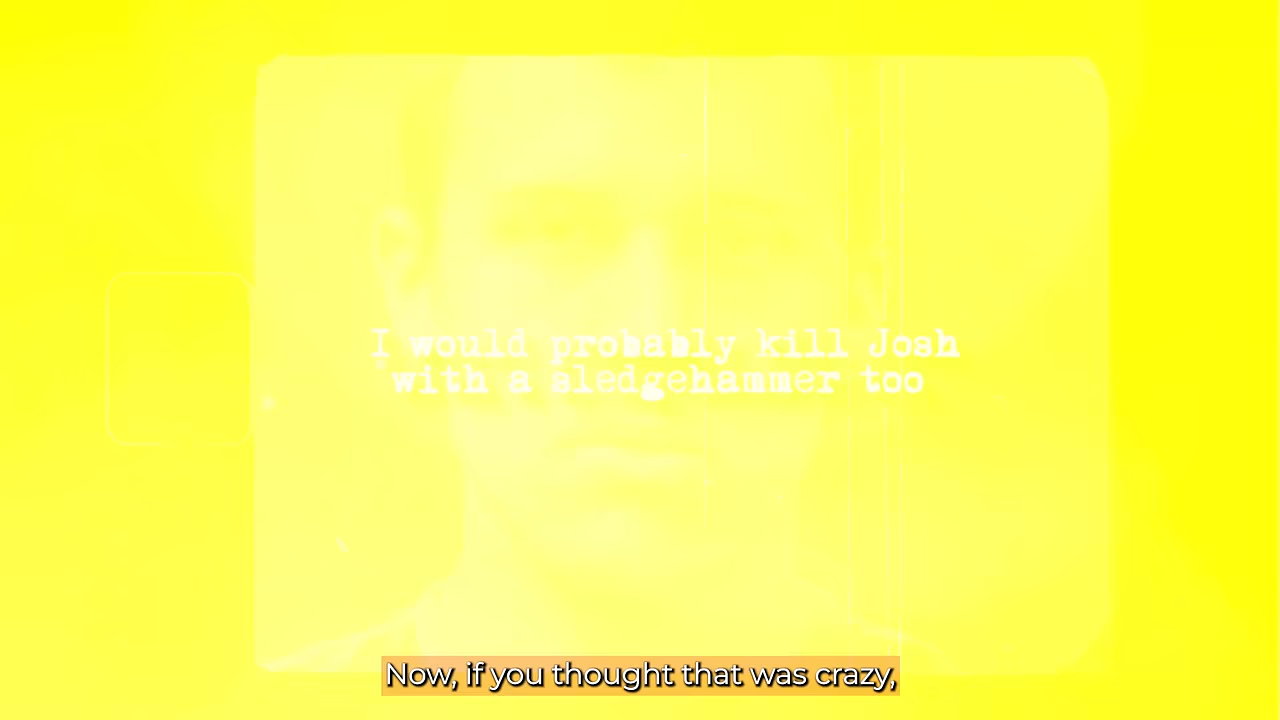 I would probably kill Josh
with a sledgehammer too
Now, if you thought that was crazy,